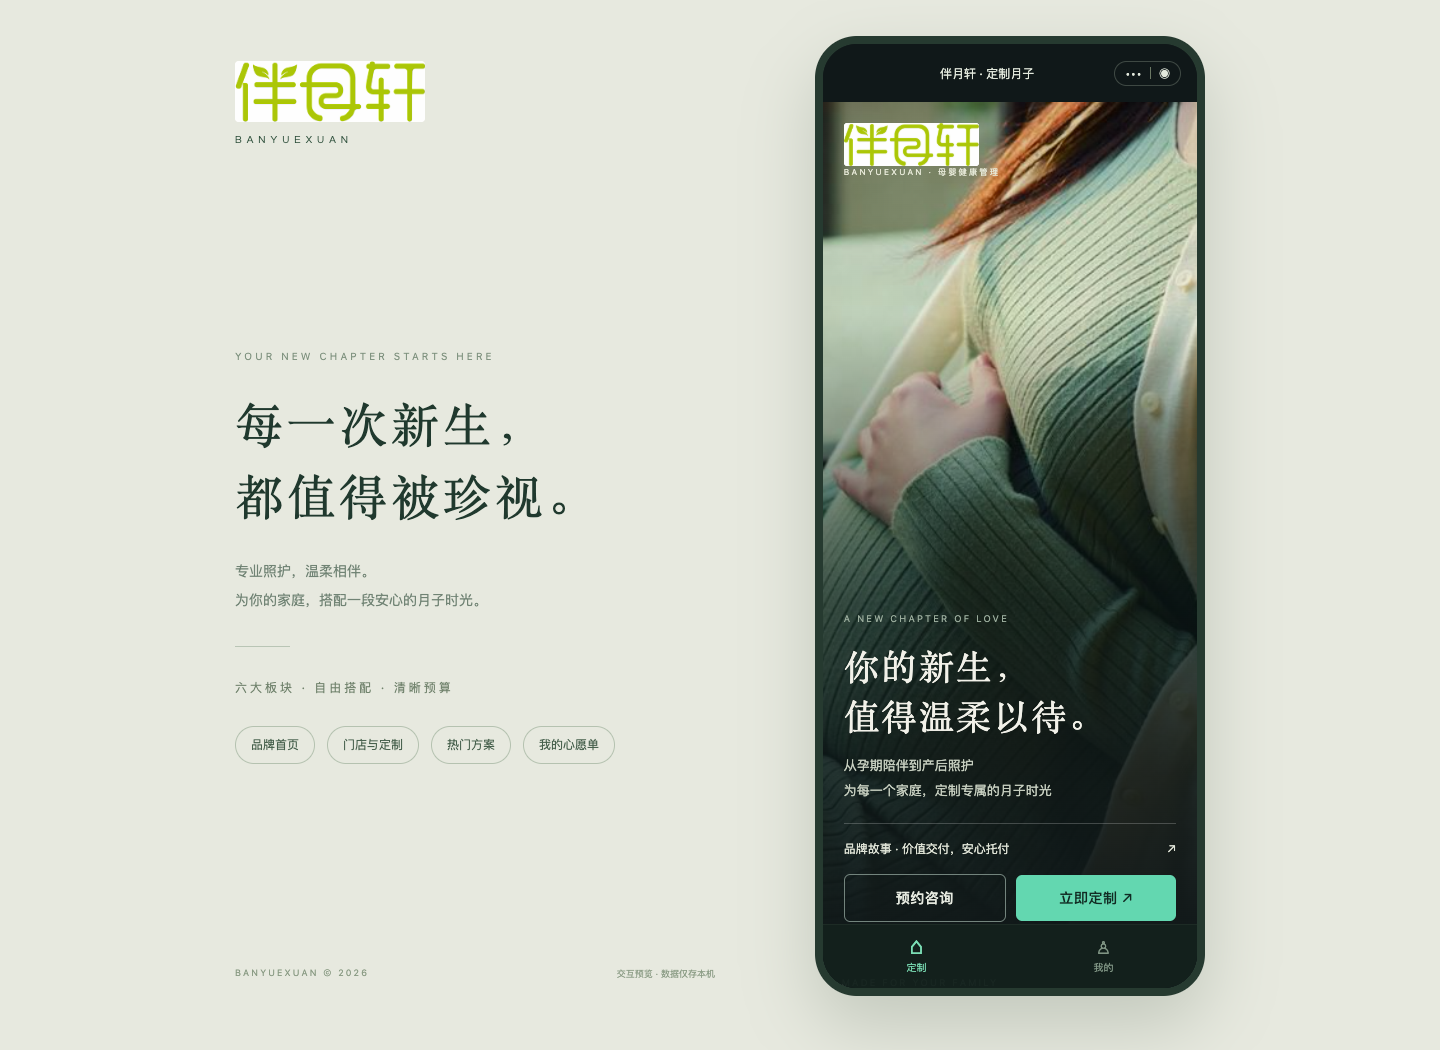 伴月轩
BANYUEXUAN
YOUR NEW CHAPTER STARTS HERE
每一次新生，
都值得被珍视。
专业照护，温柔相伴。
为你的家庭，搭配一段安心的月子时光。
六大板块 · 自由搭配 · 清晰预算
品牌首页 门店与定制 热门方案 我的心愿单
BANYUEXUAN © 2026
交互预览 · 数据仅存本机
伴月轩 · 定制月子
伴月轩
BANYUEXUAN · 母婴健康管理
A NEW CHAPTER OF LOVE
你的新生，
值得温柔以待。
从孕期陪伴到产后照护
为每一个家庭，定制专属的月子时光
品牌故事 · 价值交付，安心托付 ↗
预约咨询 立即定制 ↗
定制 我的